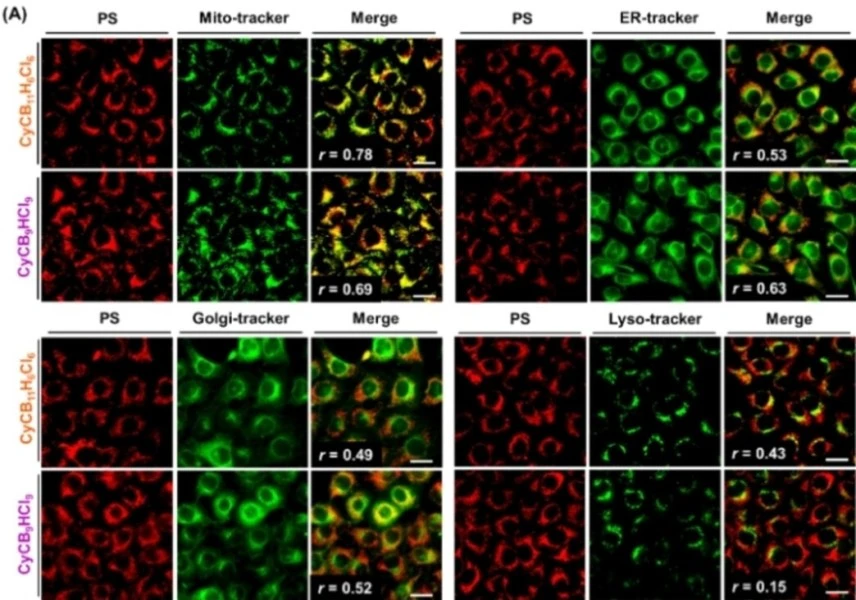 (A)
PS Mito-tracker Merge PS ER-tracker Merge
CyCB₁₁H₆Cl₆
r = 0.78 r = 0.53
CyCB₉HCl₉
r = 0.69 r = 0.63
PS Golgi-tracker Merge PS Lyso-tracker Merge
CyCB₁₁H₆Cl₆
r = 0.49 r = 0.43
CyCB₉HCl₉
r = 0.52 r = 0.15